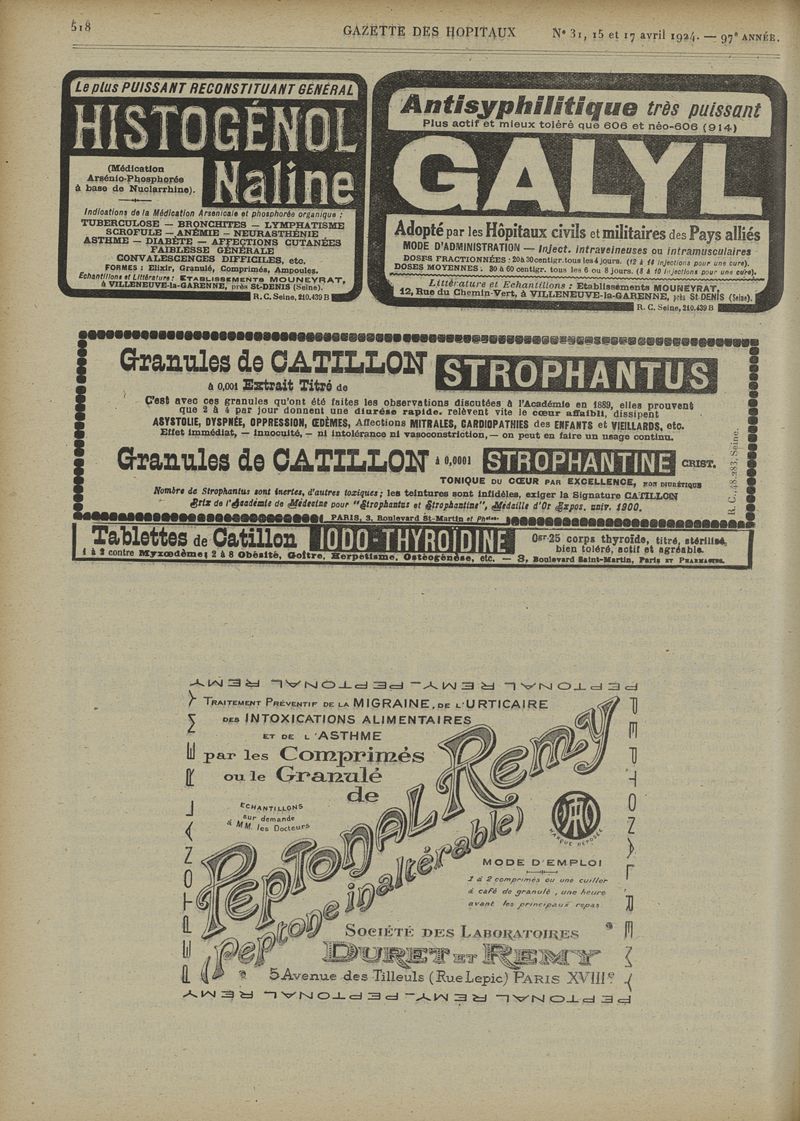 518
GAZETTE DES HOPITAUX
N° 31, 15 et 17 avril 1924. — 97e ANNÉE.
Le plus PUISSANT RECONSTITUANT GÉNÉRAL
HISTOGÉNOL
Naline
(Médication
Arsénio-Phosphorée
à base de Nuclarrhine).
Indications de la Médication Arsenicale et phosphorée organique :
TUBERCULOSE — BRONCHITES — LYMPHATISME
SCROFULE — ANÉMIE — NEURASTHÉNIE
ASTHME — DIABÈTE — AFFECTIONS CUTANÉES
FAIBLESSE GÉNÉRALE
CONVALESCENCES DIFFICILES, etc.
FORMES : Elixir, Granulé, Comprimés, Ampoules.
Echantillons et Littérature : ETABLISSEMENTS MOUNEYRAT,
à VILLENEUVE-la-GARENNE, près St-DENIS (Seine).
R. C. Seine, 210.439 B
Antisyphilitique très puissant
Plus actif et mieux toléré que 606 et néo-606 (914)
GALYL
Adopté par les Hôpitaux civils et militaires des Pays alliés
MODE D'ADMINISTRATION — Inject. intraveineuses ou intramusculaires
DOSES FRACTIONNÉES : 20 à 30 centigr. tous les 4 jours. (12 à 14 injections pour une cure).
DOSES MOYENNES : 30 à 60 centigr. tous les 6 ou 8 jours. (8 à 10 injections pour une cure).
Littérature et Echantillons : Etablissements MOUNEYRAT,
12, Rue du Chemin-Vert, à VILLENEUVE-la-GARENNE, près St-DENIS (Seine).
R. C. Seine, 210.439 B
Granules de CATILLON
à 0,001 Extrait Titré de
STROPHANTUS
C'est avec ces granules qu'ont été faites les observations discutées à l'Académie en 1889, elles prouvent
que 2 à 4 par jour donnent une diurèse rapide, relèvent vite le cœur affaibli, dissipent
ASYSTOLIE, DYSPNÉE, OPPRESSION, ŒDÈMES, Affections MITRALES, CARDIOPATHIES des ENFANTS et VIEILLARDS, etc.
Effet immédiat, — innocuité, — ni intolérance ni vasoconstriction, — on peut en faire un usage continu.
Granules de CATILLON à 0,0001 STROPHANTINE CRIST.
TONIQUE DU CŒUR PAR EXCELLENCE, NON DIURÉTIQUE
Nombre de Strophantus sont inertes, d'autres toxiques; les teintures sont infidèles, exiger la Signature CATILLON
Prix de l'Académie de Médecine pour "Strophantus et Strophantine", Médaille d'Or Expos. univ. 1900.
PARIS, 3, Boulevard St-Martin et Phcies
R. C., 48.283, Seine.
Tablettes de Catillon IODO-THYROÏDINE
0gr25 corps thyroïde, titré, stérilisé,
bien toléré, actif et agréable.
1 à 2 contre Myxœdème; 2 à 8 Obésité, Goître, Herpétisme, Ostéogénèse, etc. — 3, Boulevard Saint-Martin, Paris ET PHARMACIES.
PEPTONAL REMY — PEPTONAL REMY
TRAITEMENT PRÉVENTIF DE LA MIGRAINE, DE L'URTICAIRE
DES INTOXICATIONS ALIMENTAIRES
ET DE L'ASTHME
par les Comprimés
ou le Granulé
de
PEPTONAL REMY
(peptone inaltérable)
ECHANTILLONS
sur demande
à MM. les Docteurs
MARQUE DÉPOSÉE
MODE D'EMPLOI
1 à 2 comprimés ou une cuiller
à café de granulé, une heure
avant les principaux repas
SOCIÉTÉ DES LABORATOIRES
DURET ET REMY
5 Avenue des Tilleuls (Rue Lepic) PARIS XVIIIe
PEPTONAL REMY
PEPTONAL REMY
PEPTONAL REMY — PEPTONAL REMY